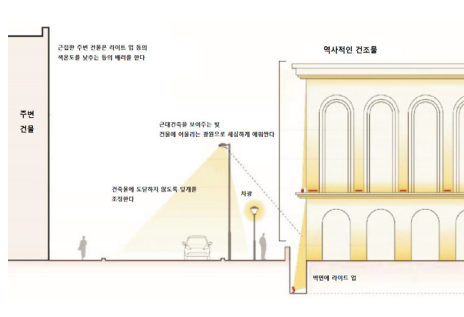 근접한 주변 건물은 라이트 업 등의
색온도를 낮추는 등의 배려를 한다
역사적인 건조물
주변
건물
근대건축을 보여주는 빛
건물에 어울리는 광원으로 세심하게 배려한다
건축물에 도달하지 않도록 덮개를
조정한다
차광
벽면에 라이트 업